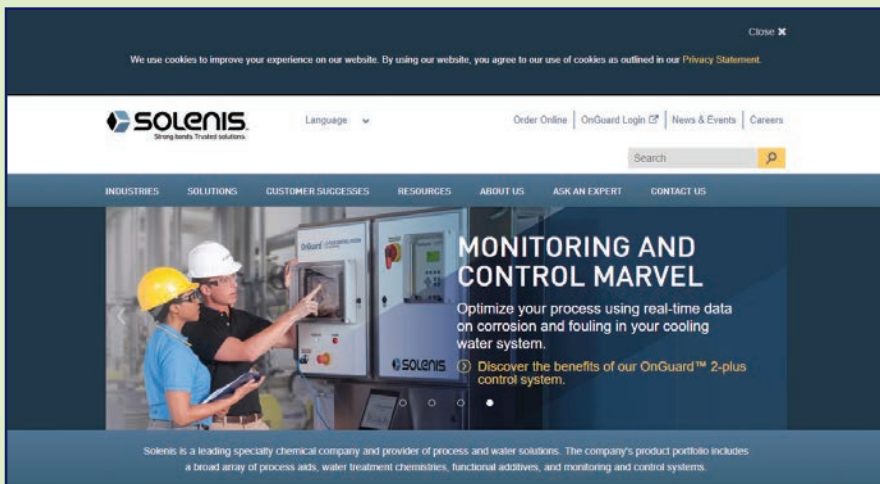 Close ✖
We use cookies to improve your experience on our website. By using our website, you agree to our use of cookies as outlined in our Privacy Statement.
SOLENIS
Strong bonds. Trusted solutions.
Language
Order Online | OnGuard Login | News & Events | Careers
Search
INDUSTRIES SOLUTIONS CUSTOMER SUCCESSES RESOURCES ABOUT US ASK AN EXPERT CONTACT US
OnGuard
MONITORING AND
CONTROL MARVEL
Optimize your process using real-time data
on corrosion and fouling in your cooling
water system.
SOLENIS
Discover the benefits of our OnGuard™ 2-plus
control system.
Solenis is a leading specialty chemical company and provider of process and water solutions. The company's product portfolio includes
a broad array of process aids, water treatment chemistries, functional additives, and monitoring and control systems.